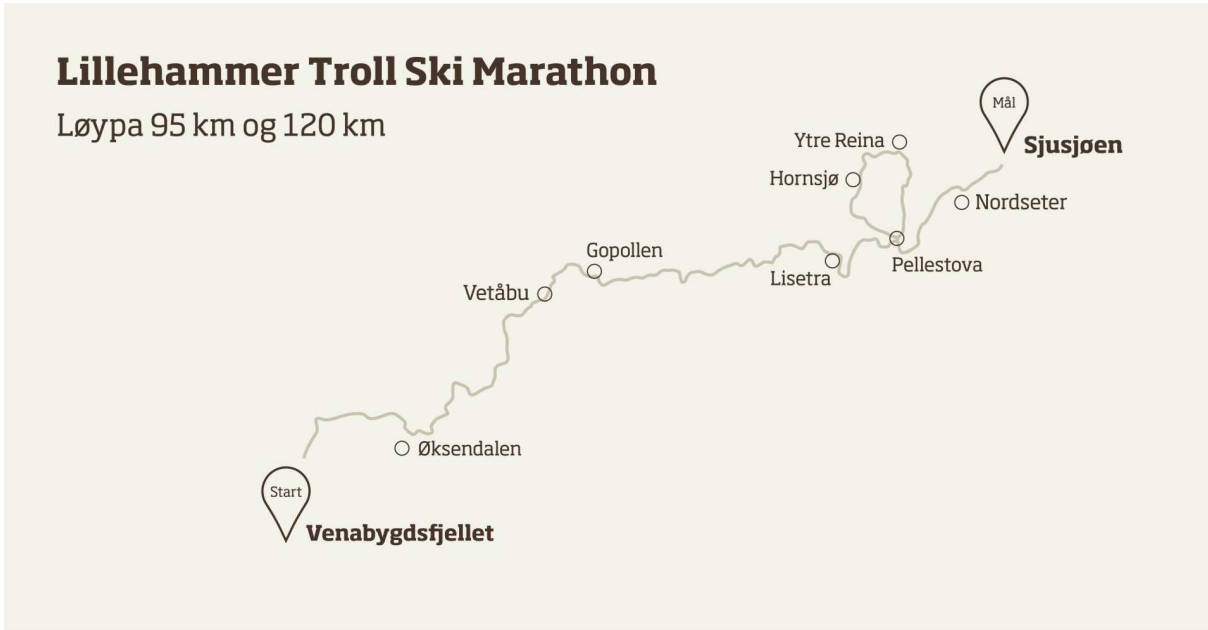 Lillehammer Troll Ski Marathon
Løypa 95 km og 120 km
Mål
Ytre Reina
Sjusjøen
Hornsjø
Nordseter
Gopollen
Pellestova
Lisetra
Vetåbu
Øksendalen
Start
Venabygdsfjellet